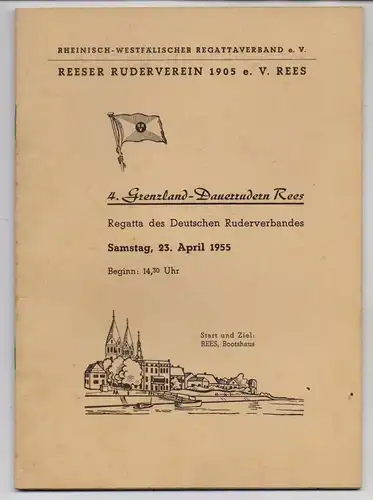 RHEINISCH-WESTFÄLISCHER REGATTAVERBAND e. V.
REESER RUDERVEREIN 1905 e. V. REES
4. Grenzland-Dauerrudern Rees
Regatta des Deutschen Ruderverbandes
Samstag, 23. April 1955
Beginn: 14,30 Uhr
Start und Ziel:
REES, Bootshaus